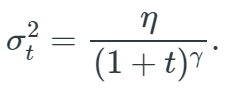 σ_t^2 = η / (1 + t)^γ.